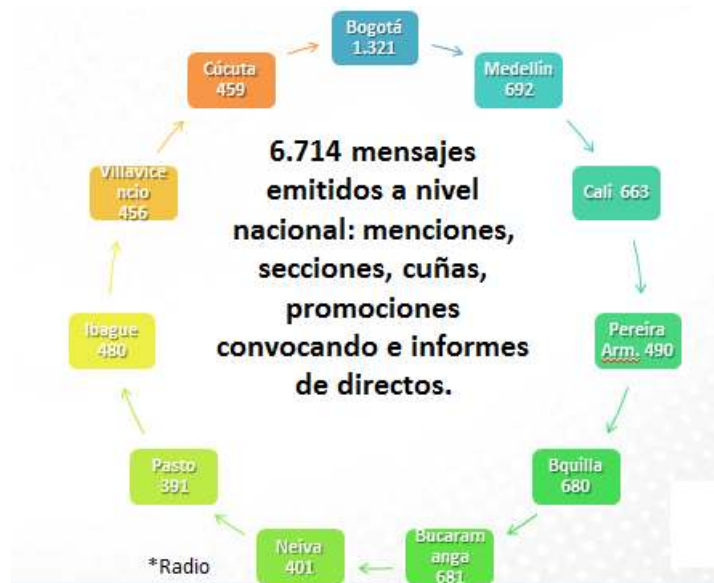 Bogotá
1.321
Medellín
692
Cali 663
Pereira
Arm. 490
Bquilla
680
Bucaram
anga
681
Neiva
401
Pasto
391
Ibague
480
Villavice
ncio
456
Cúcuta
459
6.714 mensajes
emitidos a nivel
nacional: menciones,
secciones, cuñas,
promociones
convocando e informes
de directos.
*Radio